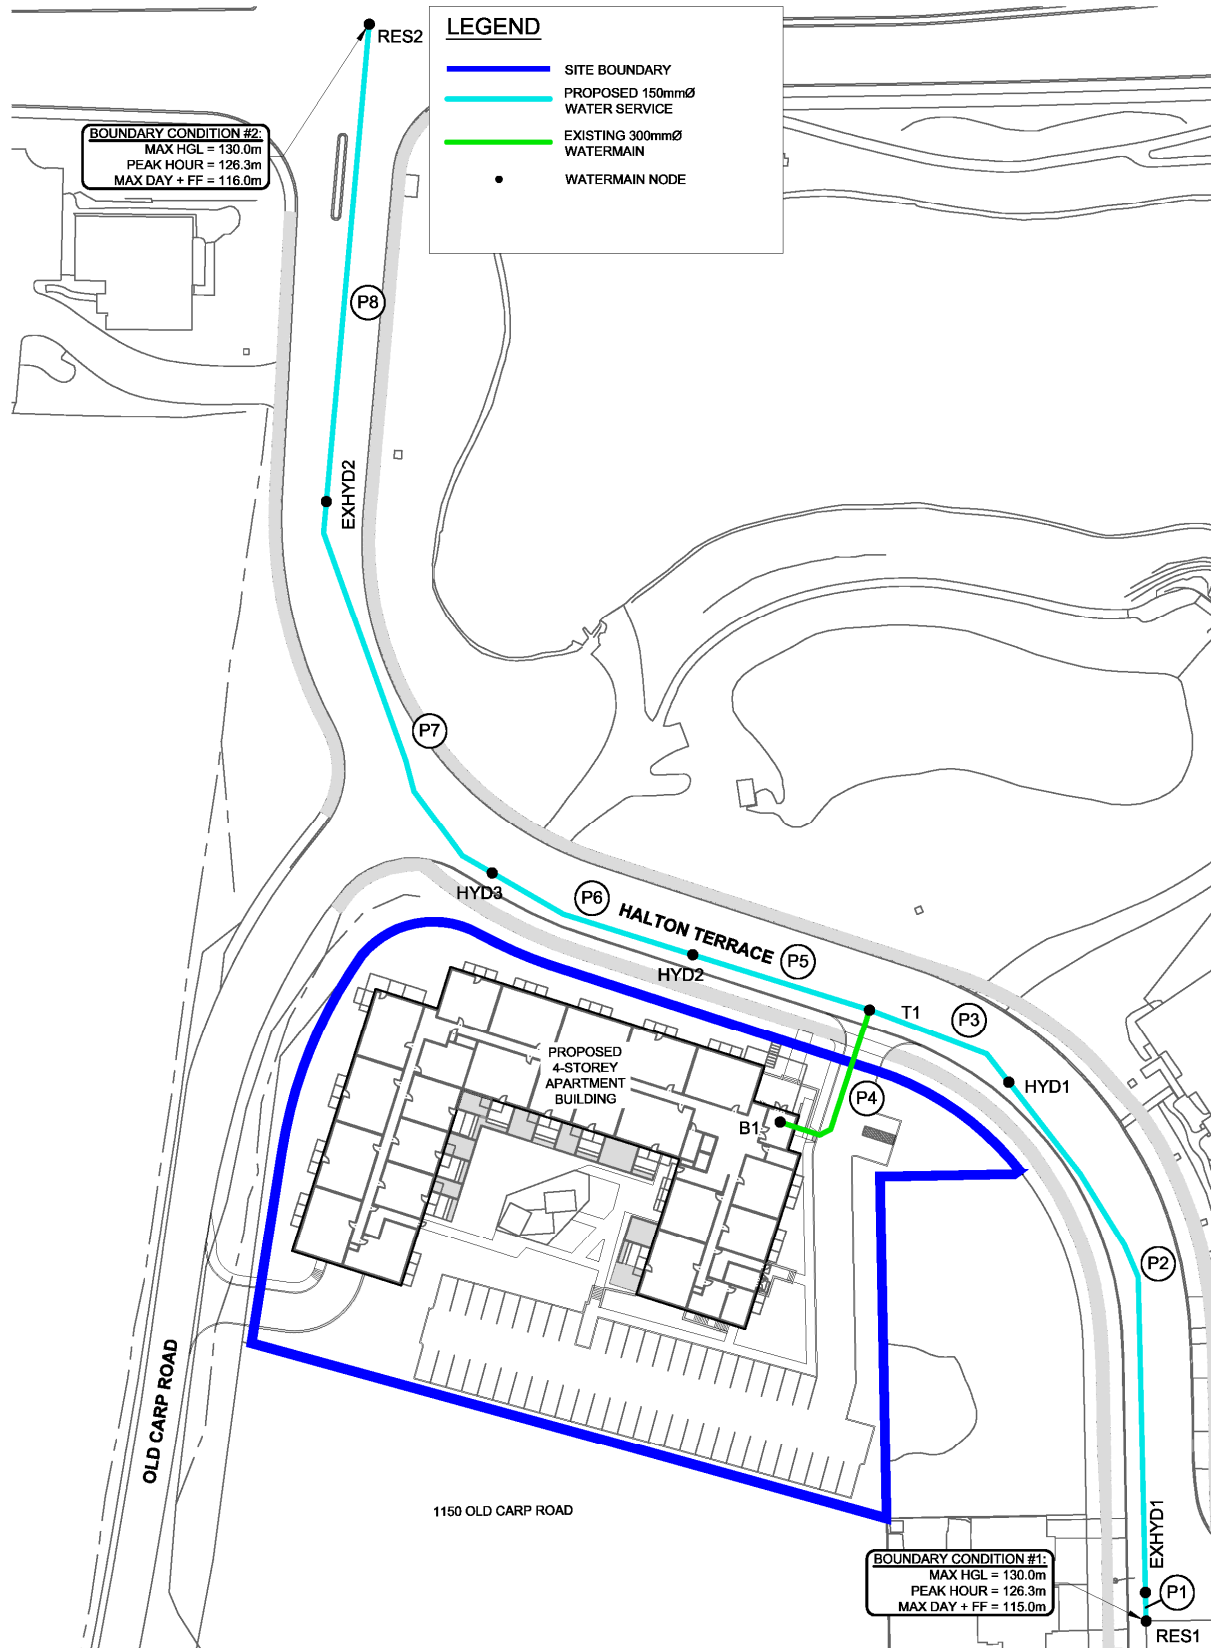 RES2
LEGEND
SITE BOUNDARY
PROPOSED 150mmØ
WATER SERVICE
EXISTING 300mmØ
WATERMAIN
WATERMAIN NODE
BOUNDARY CONDITION #2:
MAX HGL = 130.0m
PEAK HOUR = 126.3m
MAX DAY + FF = 116.0m
P8
EXHYD2
P7
HYD3
P6
HALTON TERRACE
P5
HYD2
T1
P3
HYD1
PROPOSED
4-STOREY
APARTMENT
BUILDING
P4
B1
P2
OLD CARP ROAD
1150 OLD CARP ROAD
EXHYD1
BOUNDARY CONDITION #1:
MAX HGL = 130.0m
PEAK HOUR = 126.3m
MAX DAY + FF = 115.0m
P1
RES1